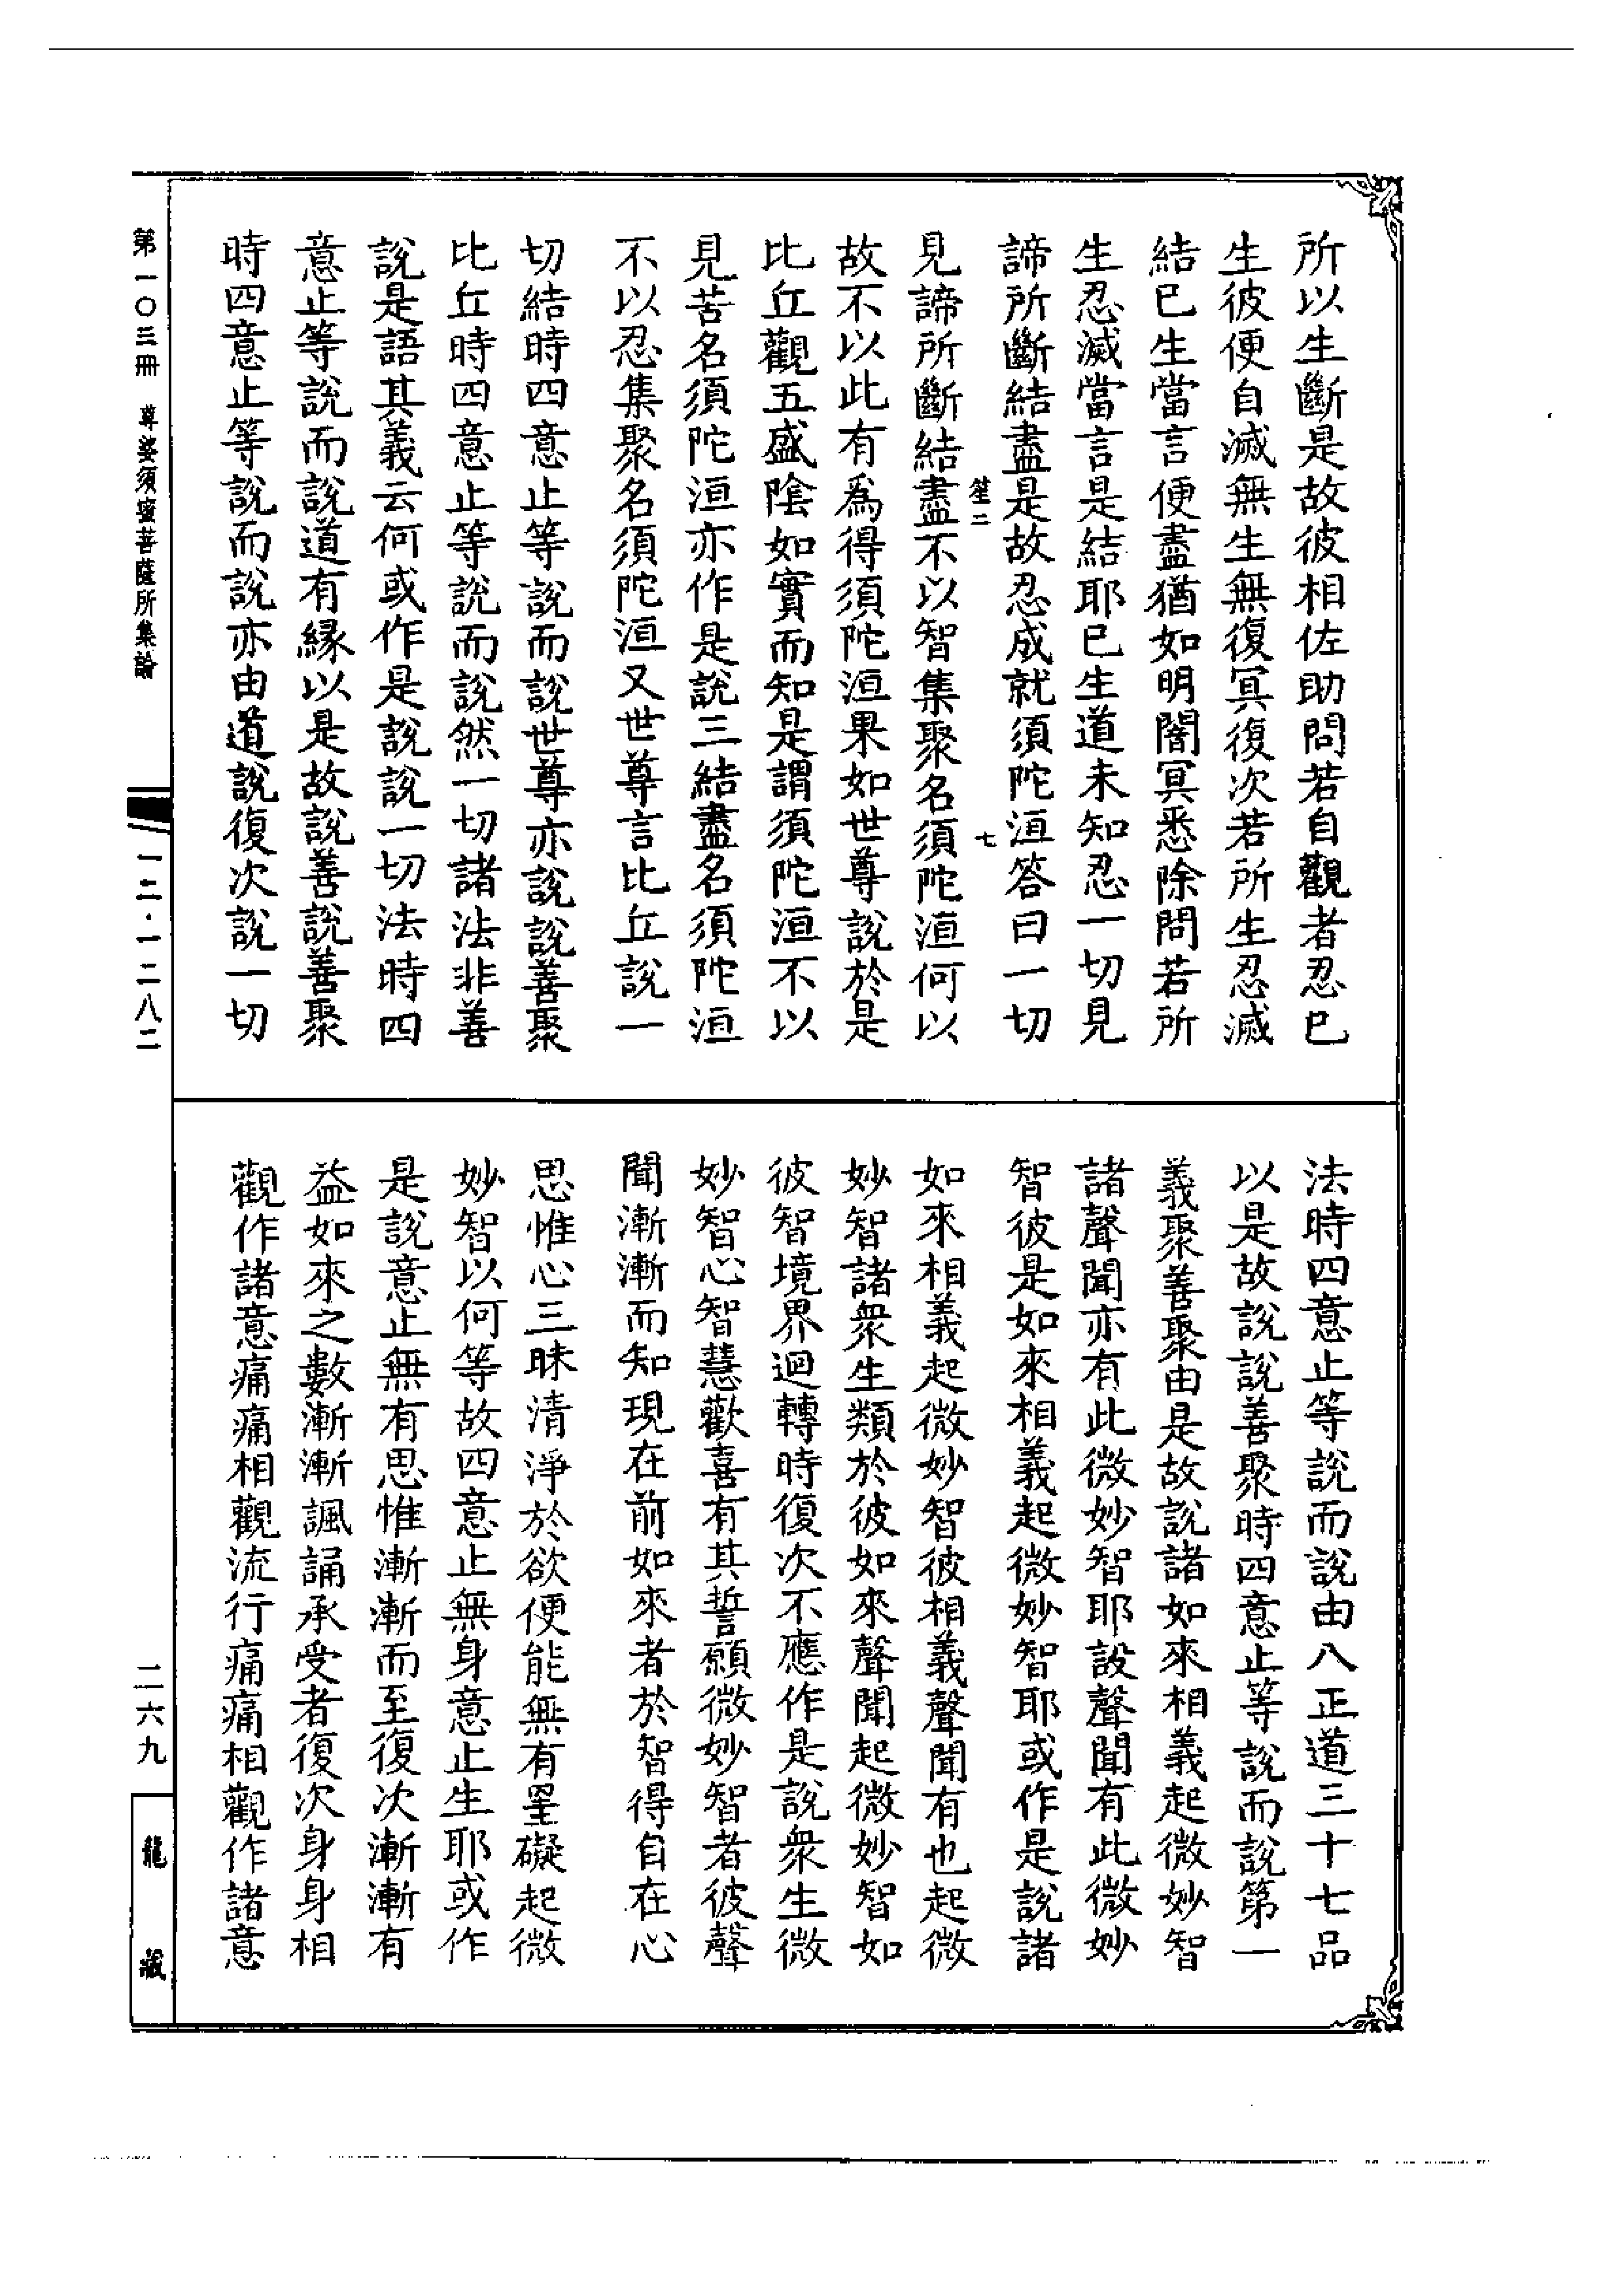 所以生斷是故彼相佐助問若自觀者忍已
生彼便自滅無生無復冥復次若所生忍滅
結已生當言便盡猶如明闇冥悉除問若所
生忍滅當言是結耶已生道未知忍一切見
諦所斷結盡是故忍成就須陀洹答曰一切
笙二
七
見諦所斷結盡不以智集聚名須陀洹何以
故不以此有爲得須陀洹果如世尊說於是
比丘觀五盛陰如實而知是謂須陀洹不以
見苦名須陀洹亦作是說三結盡名須陀洹
不以忍集聚名須陀洹又世尊言比丘說一
切結時四意止等說而說世尊亦說說善聚
比丘時四意止等說而說然一切諸法非善
說是語其義云何或作是說說一切法時四
意止等說而說道有緣以是故說善說善聚
時四意止等說而說亦由道說復次說一切
法時四意止等說而說由八正道三十七品
以是故說說善聚時四意止等說而說第一
義聚善聚由是故說諸如來相義起微妙智
諸聲聞亦有此微妙智耶設聲聞有此微妙
智彼是如來相義起微妙智耶或作是說諸
如來相義起微妙智彼相義聲聞有也起微
妙智諸衆生類於彼如來聲聞起微妙智如
彼智境界迴轉時復次不應作是說衆生微
妙智心智慧歡喜有其誓願微妙智者彼聲
聞漸漸而知現在前如來者於智得自在心
思惟心三昧清淨於欲便能無有罣礙起微
妙智以何等故四意止無身意止生耶或作
是說意止無有思惟漸漸而至復次漸漸有
益如來之數漸漸諷誦承受者復次身身相
觀作諸意痛痛相觀流行痛痛相觀作諸意
第一〇三冊 尊婆須蜜菩薩所集論
一二·一二八二
二六九
龍藏